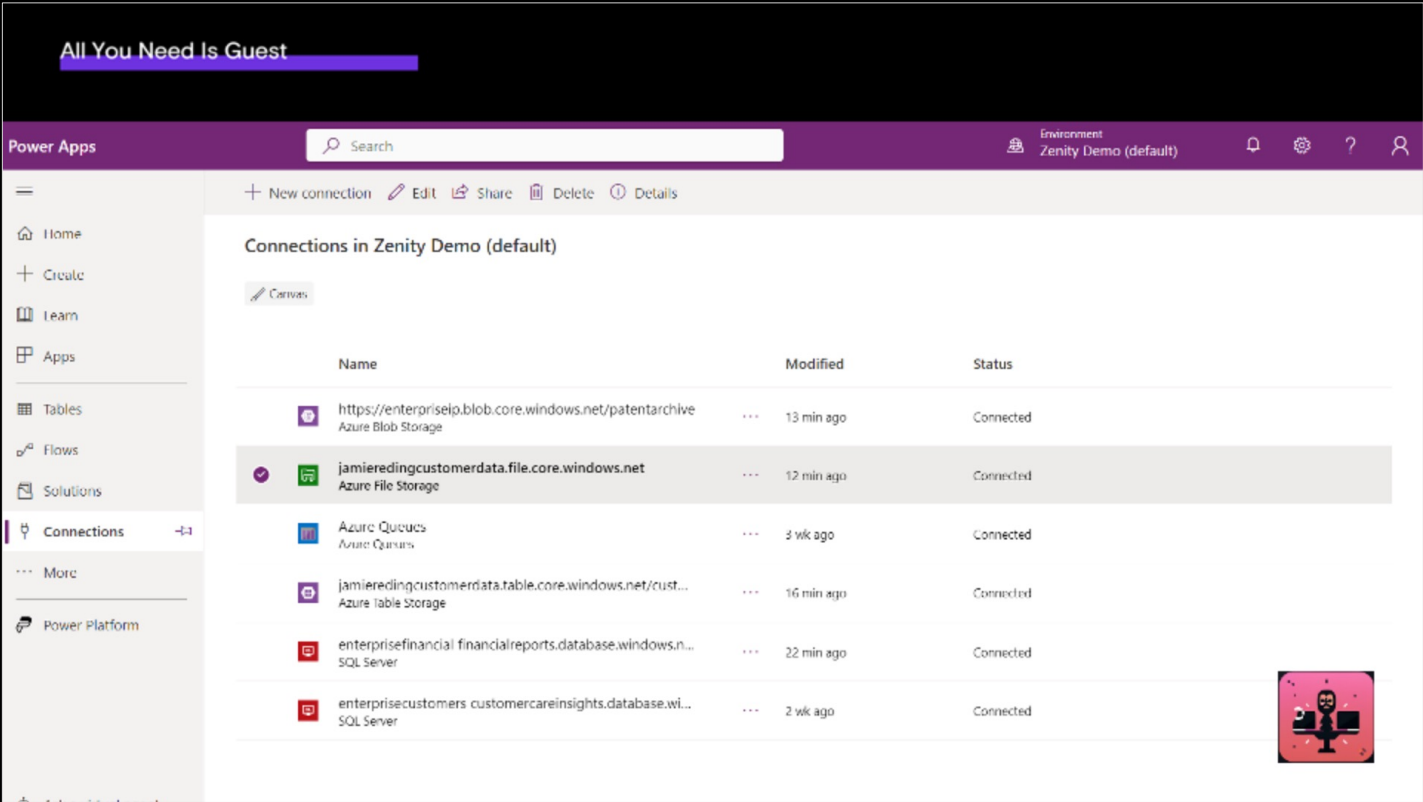 All You Need Is Guest
Power Apps
Search
Environment
Zenity Demo (default)
New connection
Edit
Share
Delete
Details
Home
Create
Learn
Apps
Tables
Flows
Solutions
Connections
More
Power Platform
Connections in Zenity Demo (default)
Canvas
Name Modified Status
https://enterpriseip.blob.core.windows.net/patentarchive ... 13 min ago Connected
Azure Blob Storage
jamieredingcustomerdata.file.core.windows.net ... 12 min ago Connected
Azure File Storage
Azure Queues ... 3 wk ago Connected
Azure Queues
jamieredingcustomerdata.table.core.windows.net/cust... ... 16 min ago Connected
Azure Table Storage
enterprisefinancial financialreports.database.windows.n... ... 22 min ago Connected
SQL Server
enterprisecustomers customercareinsights.database.wi... ... 2 wk ago Connected
SQL Server